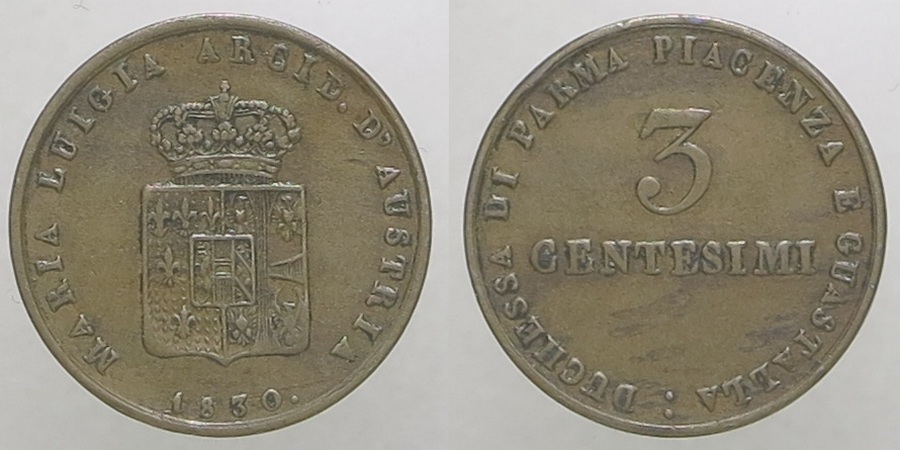 MARIA LUIGIA ARCID. D'AUSTRIA
1830.
DUCHESSA DI PARMA PIACENZA E GUASTALLA :
3
CENTESIMI